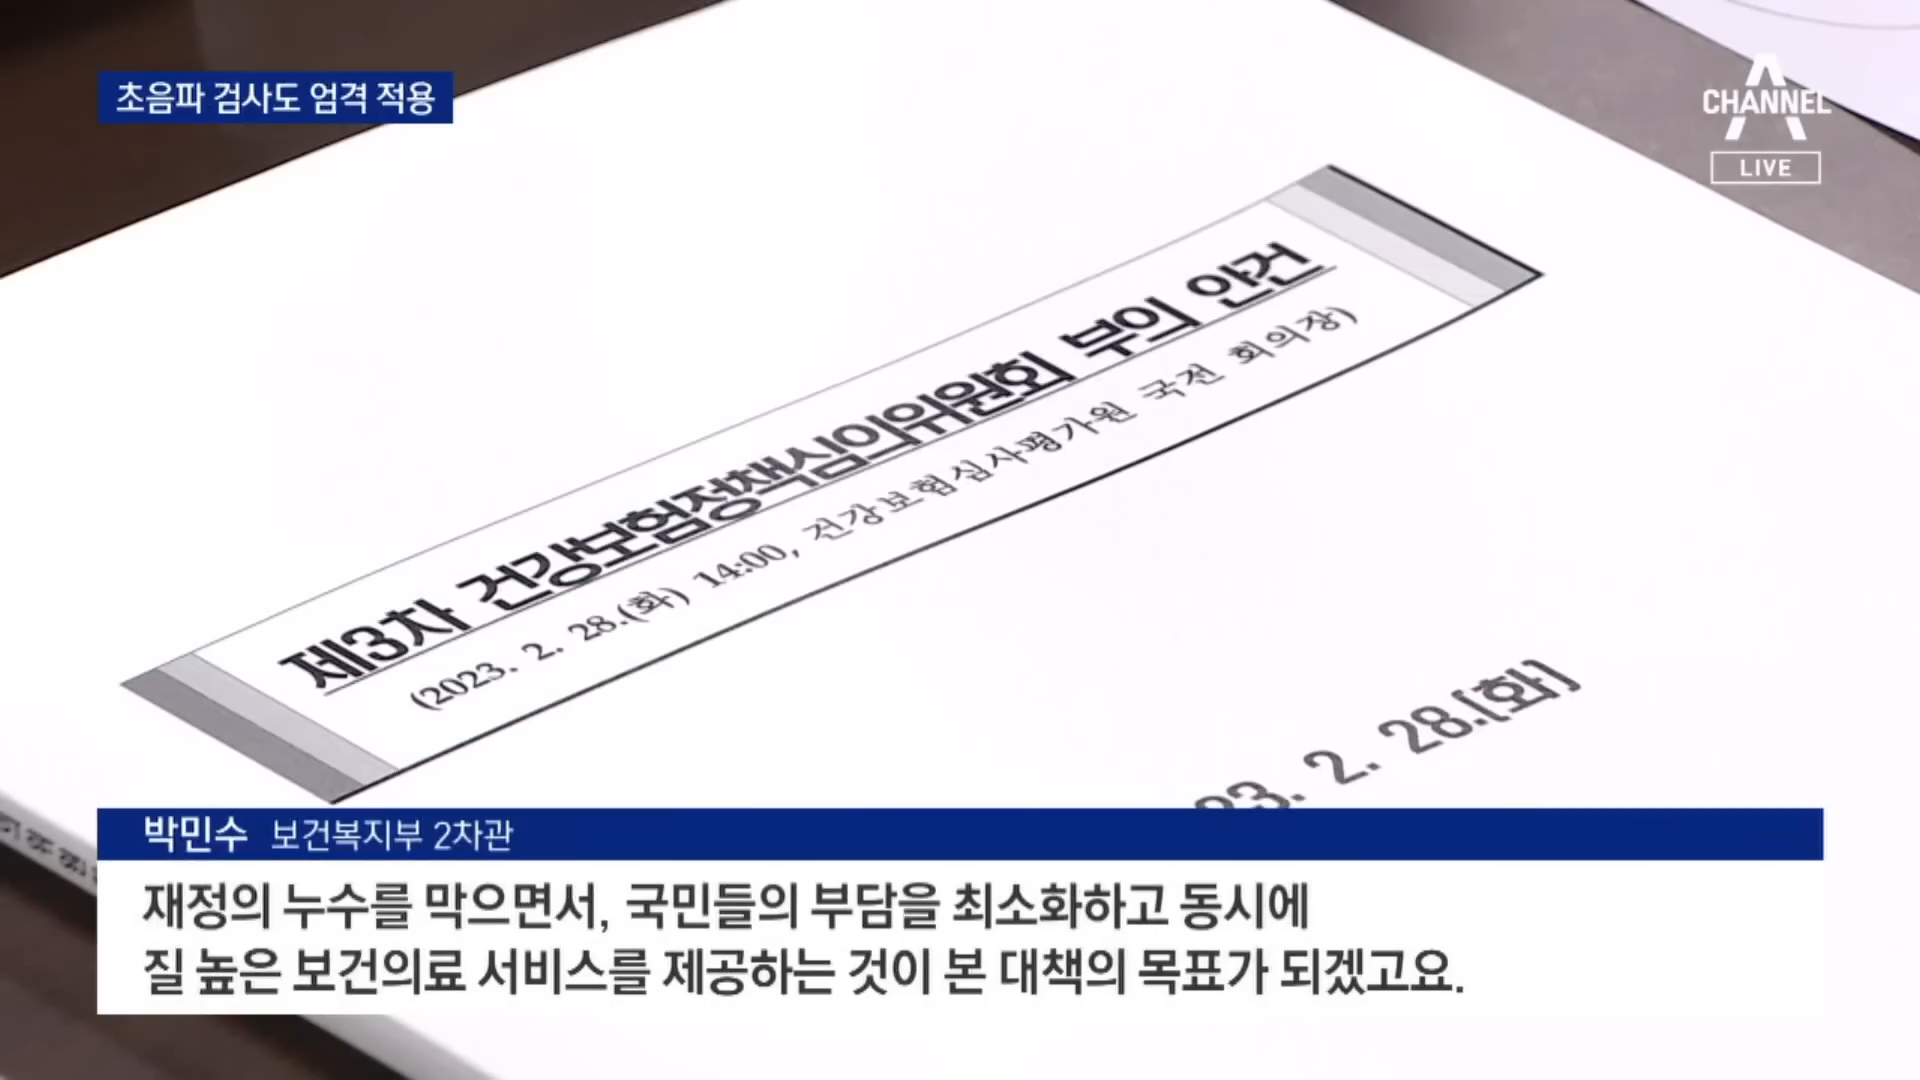 초음파 검사도 엄격 적용
CHANNEL A
LIVE
제3차 건강보험정책심의위원회 부의 안건
(2023. 2. 28.(화) 14:00, 건강보험심사평가원 국전 회의장)
23. 2. 28.(화)
박민수 보건복지부 2차관
재정의 누수를 막으면서, 국민들의 부담을 최소화하고 동시에
질 높은 보건의료 서비스를 제공하는 것이 본 대책의 목표가 되겠고요.